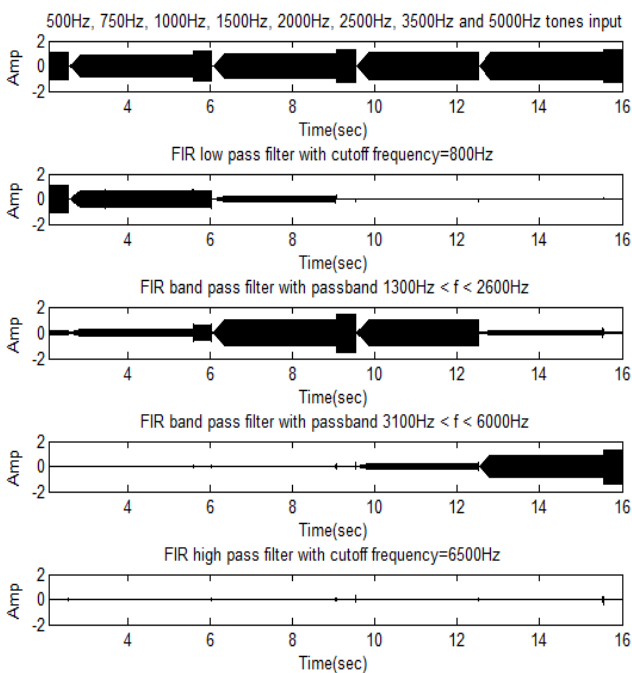 500Hz, 750Hz, 1000Hz, 1500Hz, 2000Hz, 2500Hz, 3500Hz and 5000Hz tones input
2
0
-2
Amp
4 6 8 10 12 14 16
Time(sec)
FIR low pass filter with cutoff frequency=800Hz
2
0
-2
Amp
4 6 8 10 12 14 16
Time(sec)
FIR band pass filter with passband 1300Hz < f < 2600Hz
2
0
-2
Amp
4 6 8 10 12 14 16
Time(sec)
FIR band pass filter with passband 3100Hz < f < 6000Hz
2
0
-2
Amp
4 6 8 10 12 14 16
Time(sec)
FIR high pass filter with cutoff frequency=6500Hz
2
0
-2
Amp
4 6 8 10 12 14 16
Time(sec)